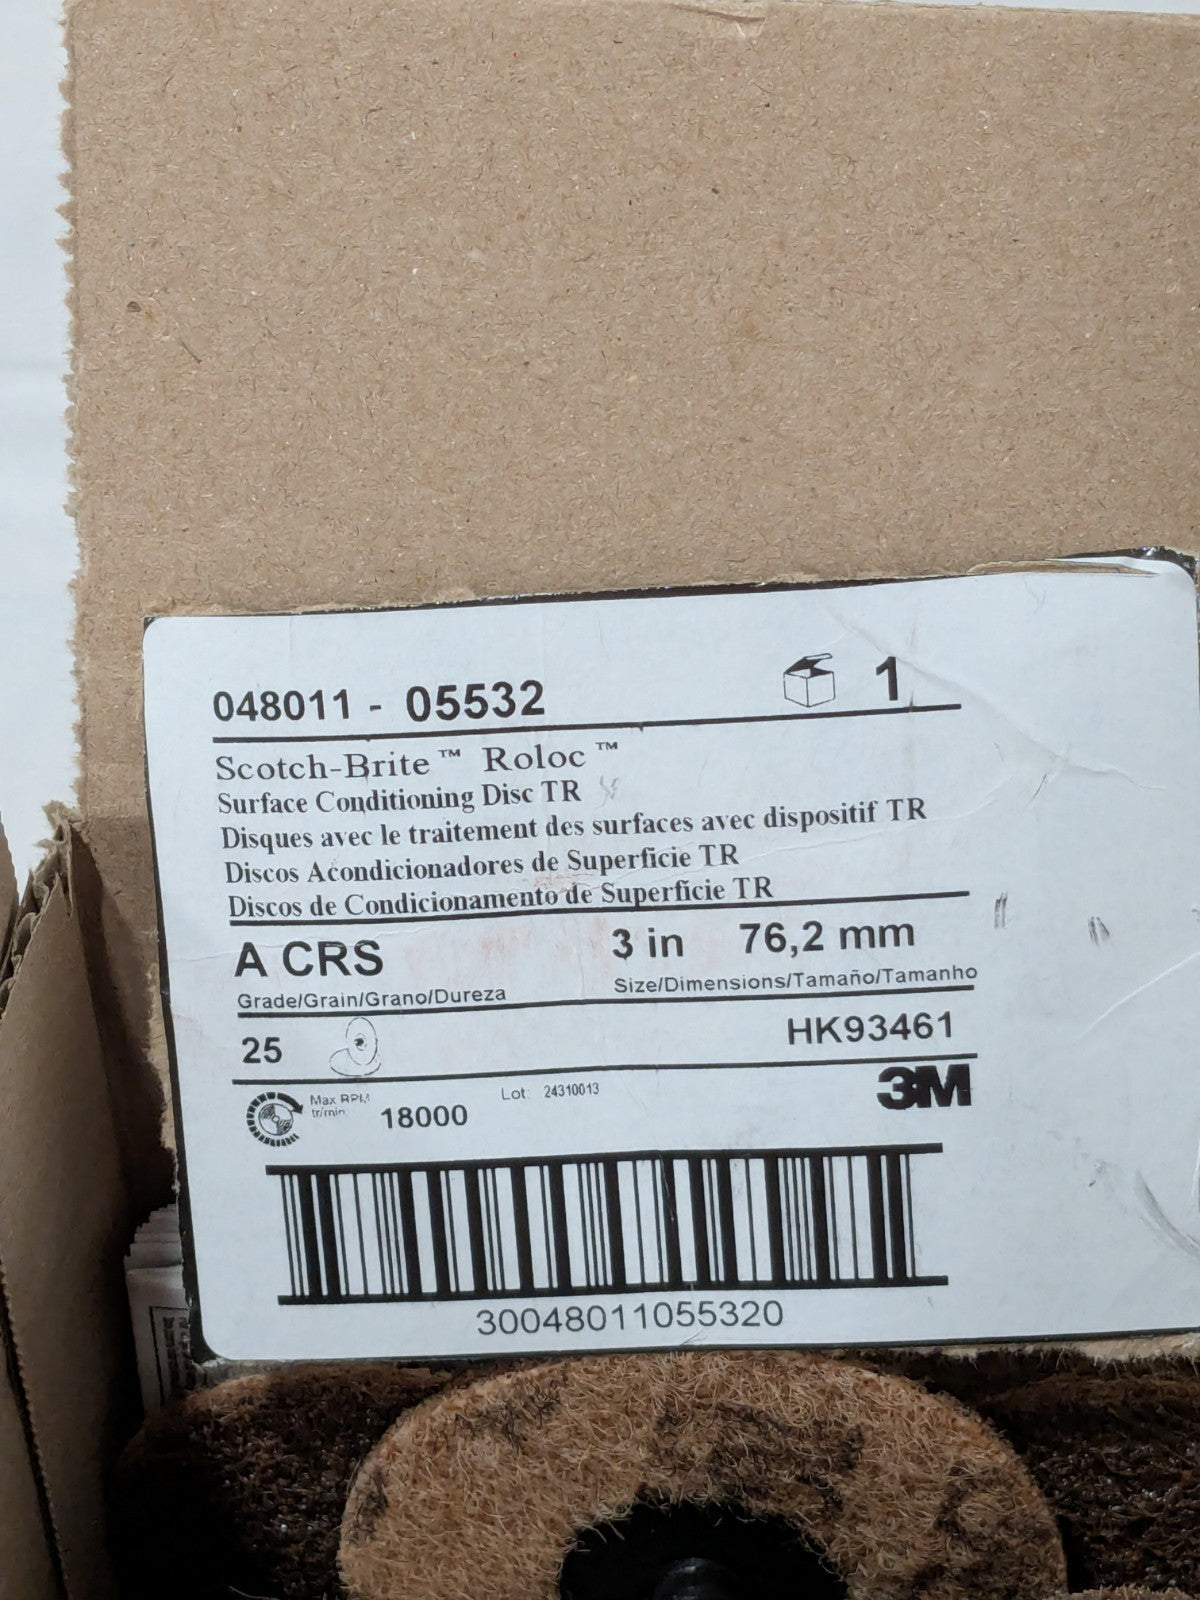 048011 - 05532 1
Scotch-Brite™ Roloc™
Surface Conditioning Disc TR
Disques avec le traitement des surfaces avec dispositif TR
Discos Acondicionadores de Superficie TR
Discos de Condicionamento de Superfície TR
A CRS 3 in 76,2 mm
Grade/Grain/Grano/Dureza Size/Dimensions/Tamaño/Tamanho
25 HK93461
Max RPM
tr/min 18000 Lot: 24310013 3M
30048011055320